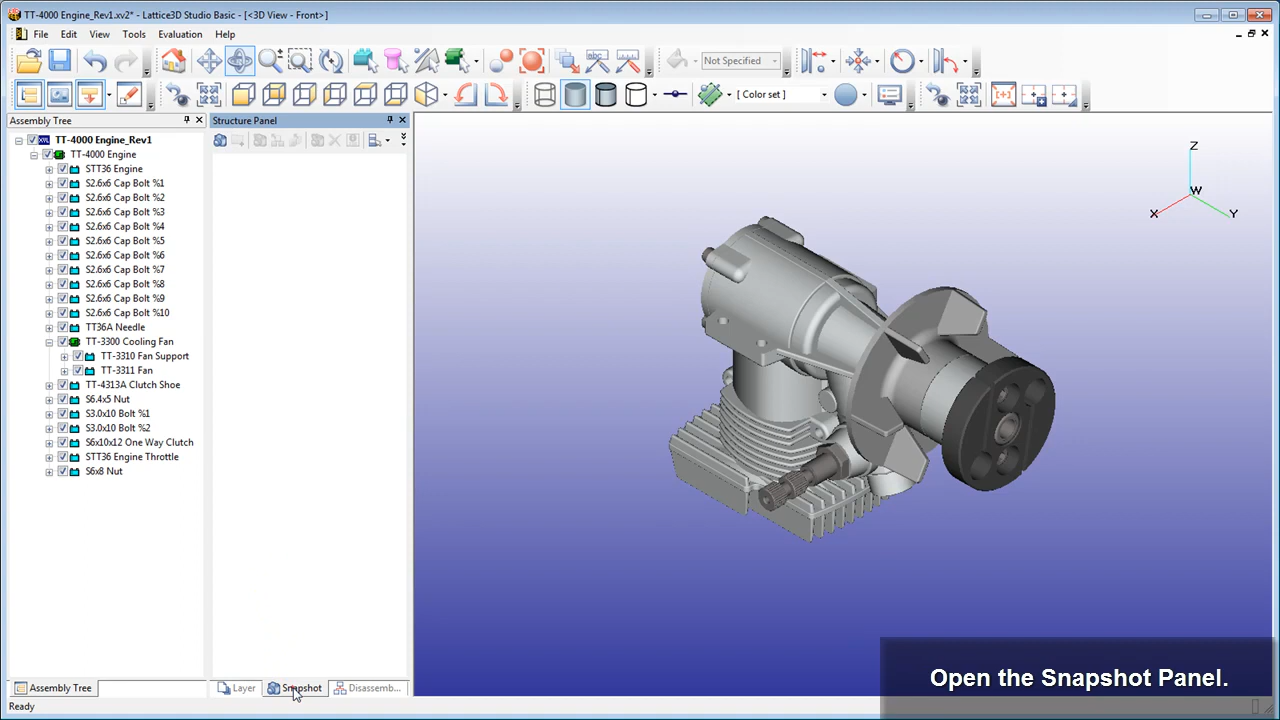 TT-4000 Engine_Rev1.xv2* - Lattice3D Studio Basic - [<3D View - Front>]
File Edit View Tools Evaluation Help
Not Specified
[ Color set ]
Assembly Tree
Structure Panel
TT-4000 Engine_Rev1
TT-4000 Engine
STT36 Engine
S2.6x6 Cap Bolt %1
S2.6x6 Cap Bolt %2
S2.6x6 Cap Bolt %3
S2.6x6 Cap Bolt %4
S2.6x6 Cap Bolt %5
S2.6x6 Cap Bolt %6
S2.6x6 Cap Bolt %7
S2.6x6 Cap Bolt %8
S2.6x6 Cap Bolt %9
S2.6x6 Cap Bolt %10
TT36A Needle
TT-3300 Cooling Fan
TT-3310 Fan Support
TT-3311 Fan
TT-4313A Clutch Shoe
S6.4x5 Nut
S3.0x10 Bolt %1
S3.0x10 Bolt %2
S6x10x12 One Way Clutch
STT36 Engine Throttle
S6x8 Nut
Z
W
X
Y
Open the Snapshot Panel.
Assembly Tree
Layer Snapshot Disassemb...
Ready